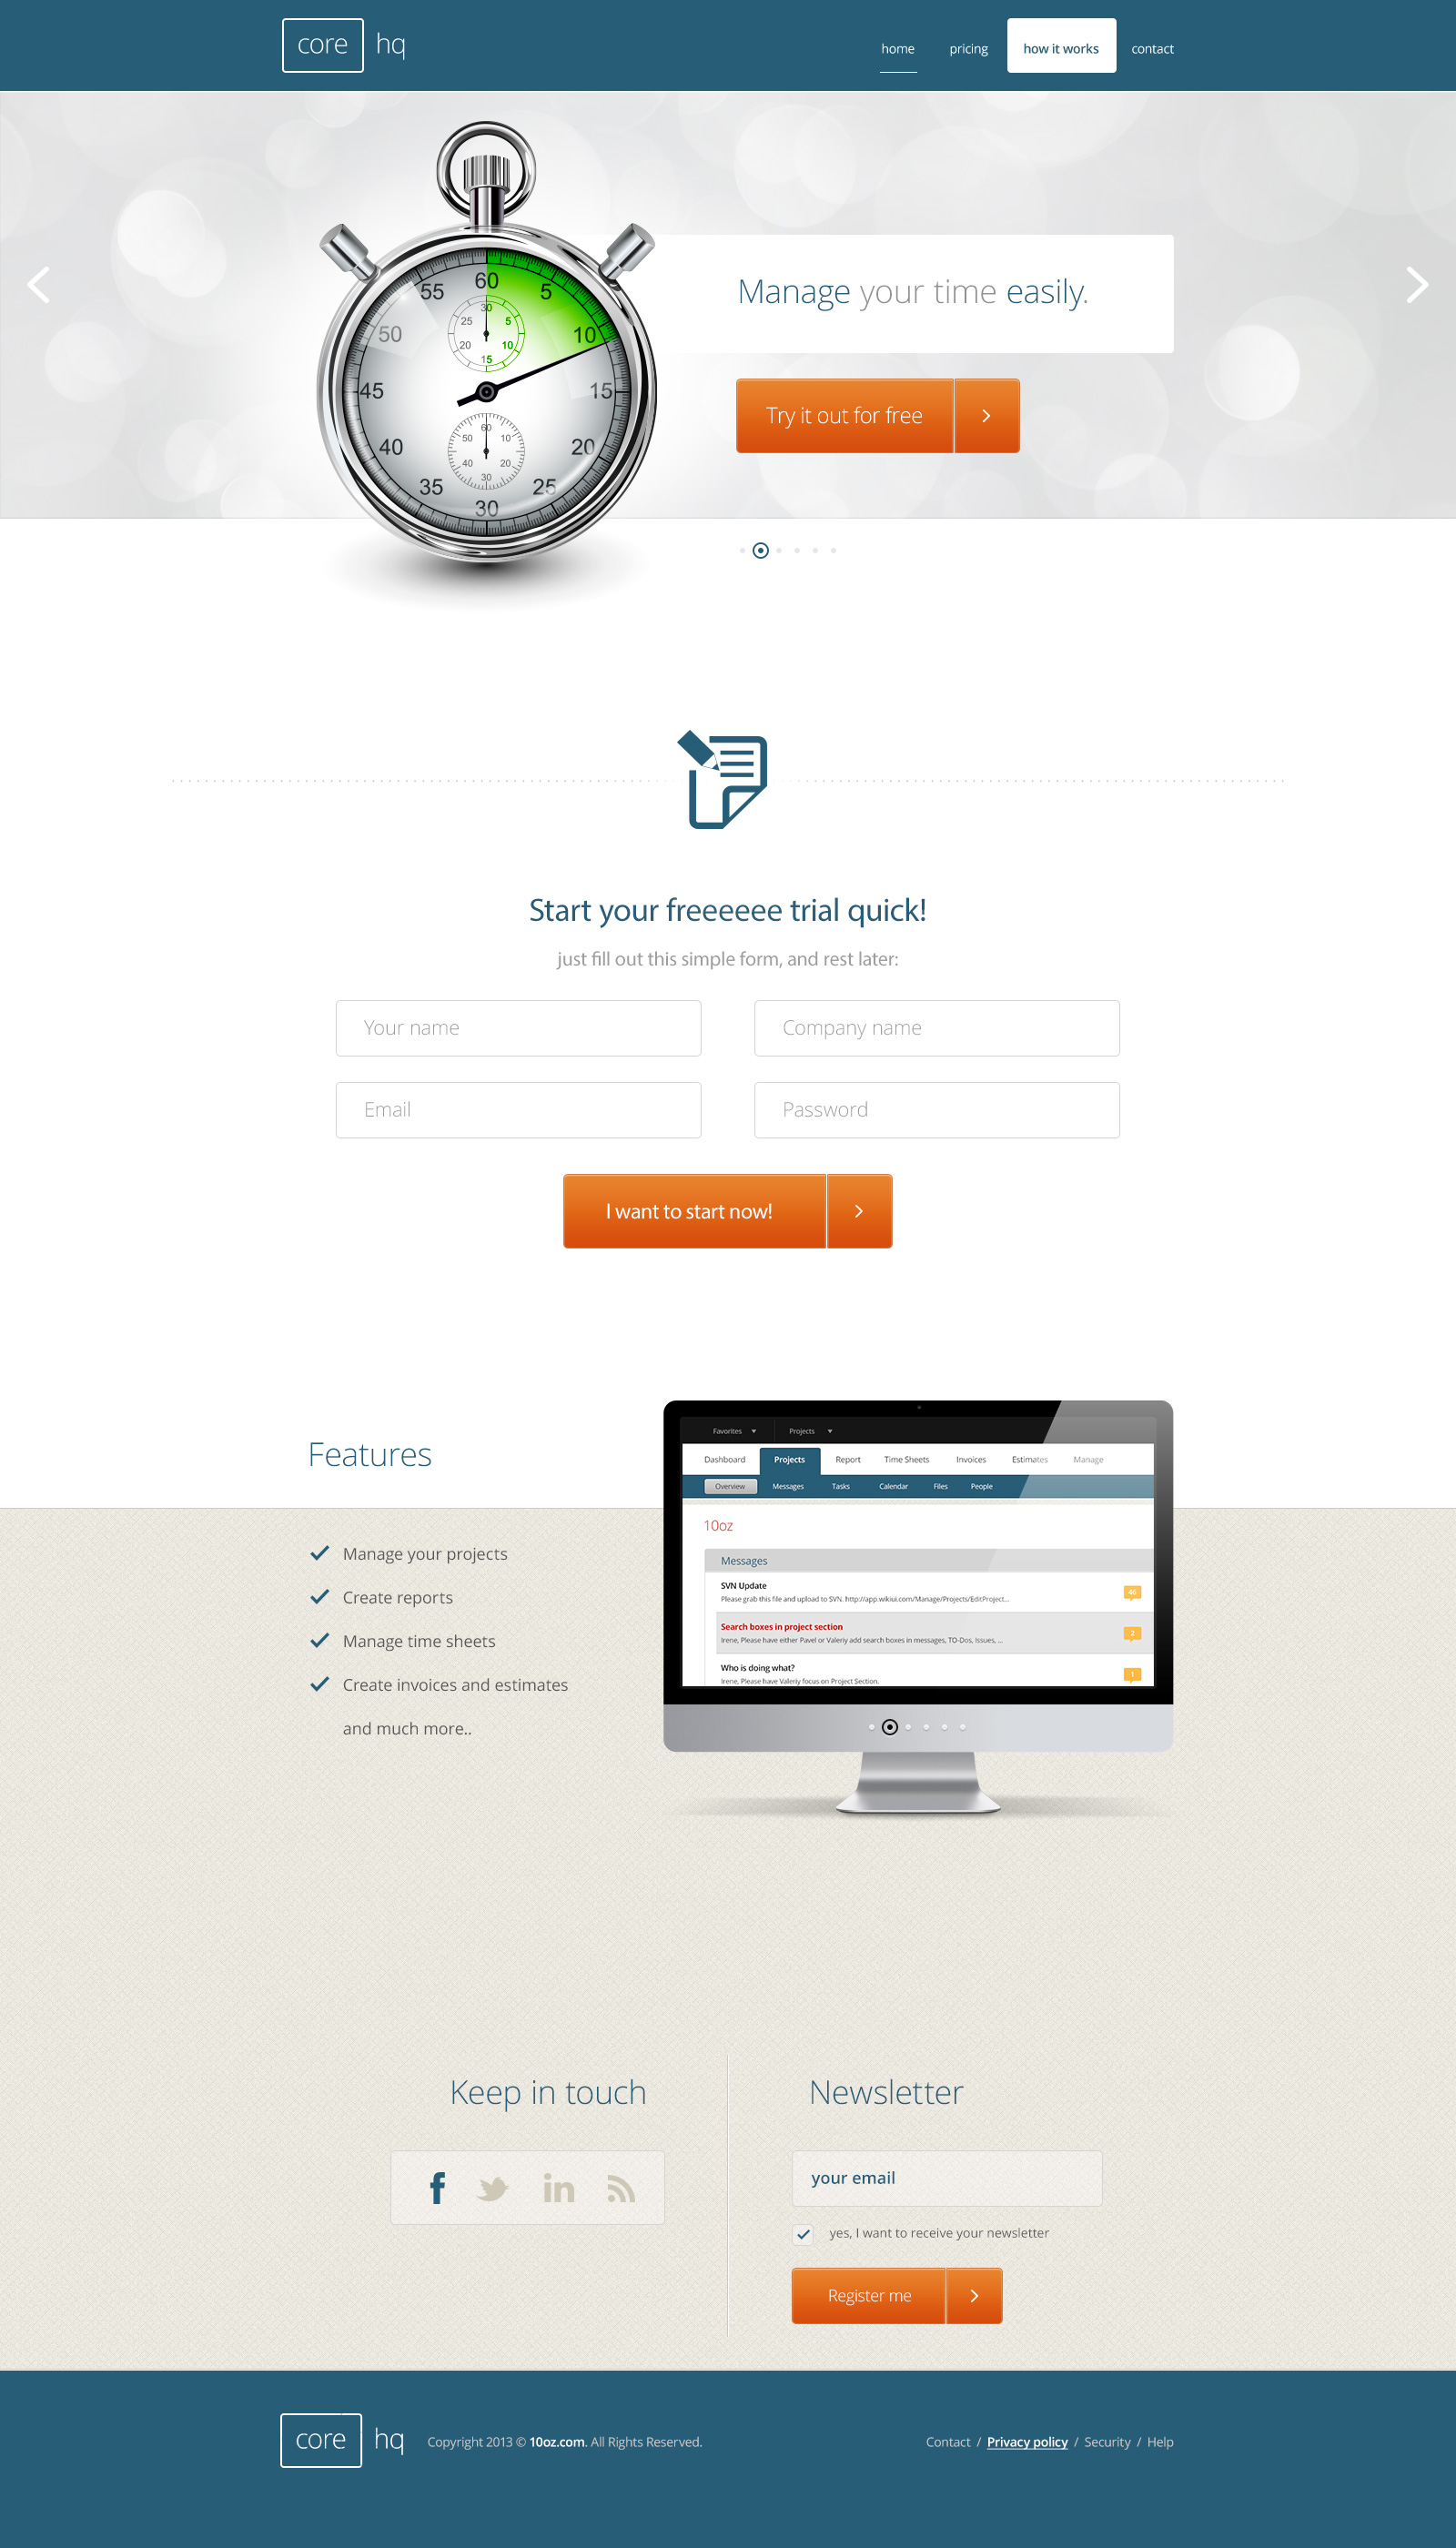 core hq
home pricing how it works contact
60
55 5
50 10
45 15
40 20
35 25
30
30
25 5
20 10
15
60
50 10
40 20
30
Manage your time easily.
Try it out for free
Start your freeeeee trial quick!
just fill out this simple form, and rest later:
Your name Company name
Email Password
I want to start now!
Features
Manage your projects
Create reports
Manage time sheets
Create invoices and estimates
and much more..
Favorites Projects
Dashboard Projects Report Time Sheets Invoices Estimates Manage
Overview Messages Tasks Calendar Files People
10oz
Messages
SVN Update
Please grab this file and upload to SVN. http://app.wikiui.com/Manage/Projects/EditProject...
46
Search boxes in project section
Irene, Please have either Pavel or Valeriy add search boxes in messages, TO-Dos, Issues, ...
2
Who is doing what?
Irene, Please have Valeriy focus on Project Section.
1
Keep in touch
f in
Newsletter
your email
yes, I want to receive your newsletter
Register me
core hq
Copyright 2013 © 10oz.com. All Rights Reserved.
Contact / Privacy policy / Security / Help